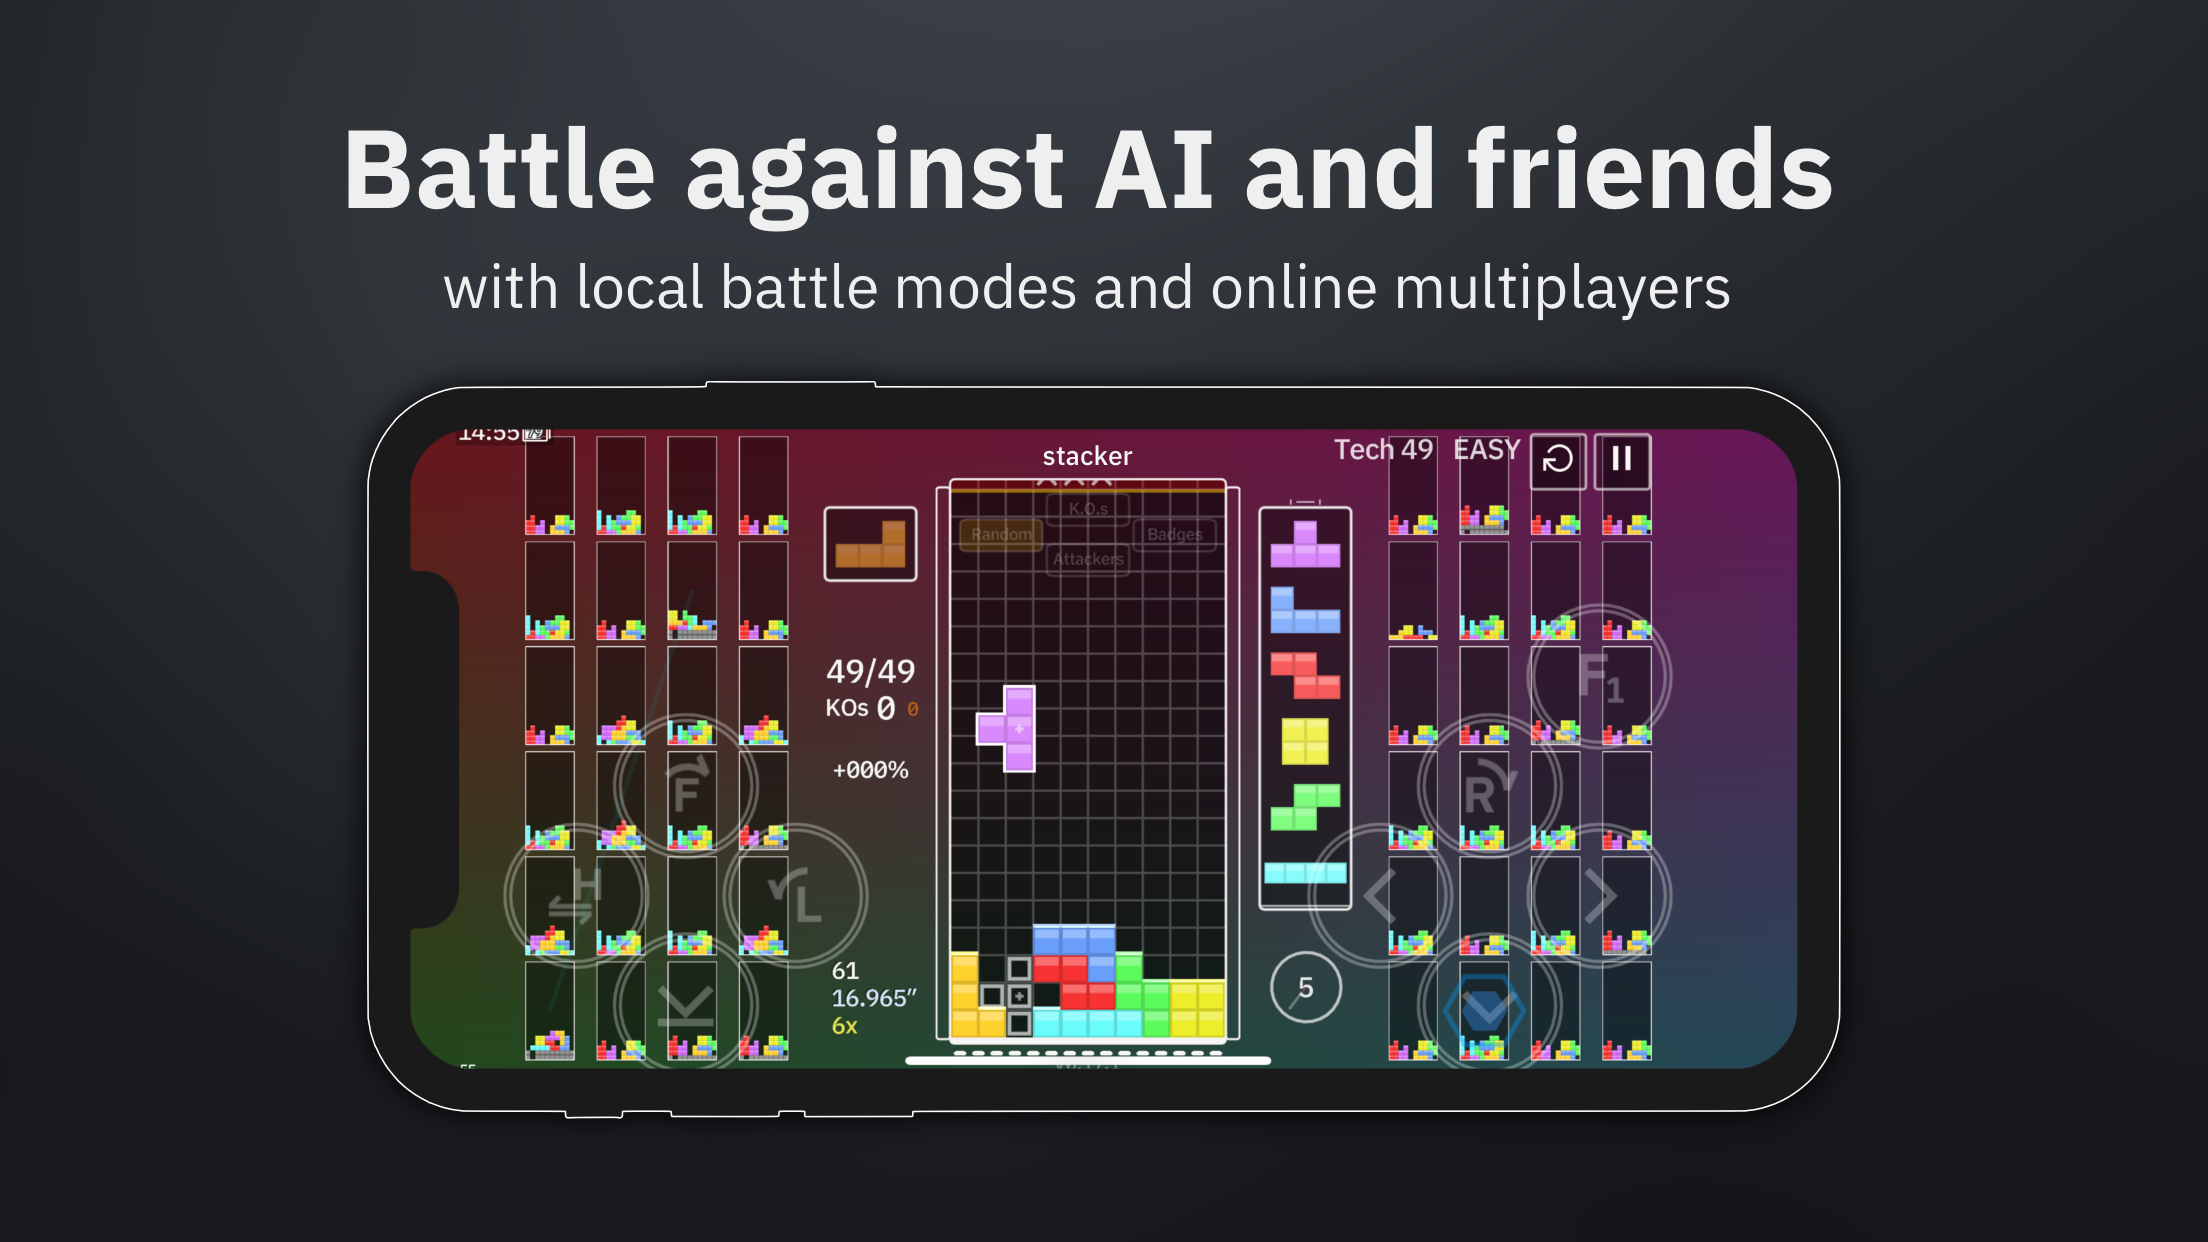 Battle against AI and friends
with local battle modes and online multiplayers
14:55
stacker
Tech 49 EASY
K.O.s
Random
Badges
Attackers
49/49
KOs 0 0
+000%
F
H
L
F1
R
61
16.965″
6x
5